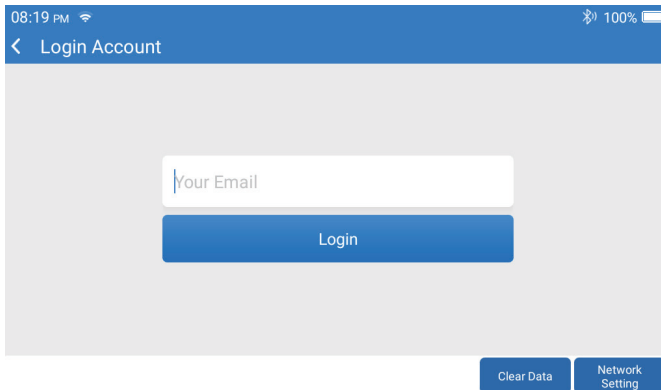 08:19 PM 100%
Login Account
Your Email
Login
Clear Data
Network
Setting